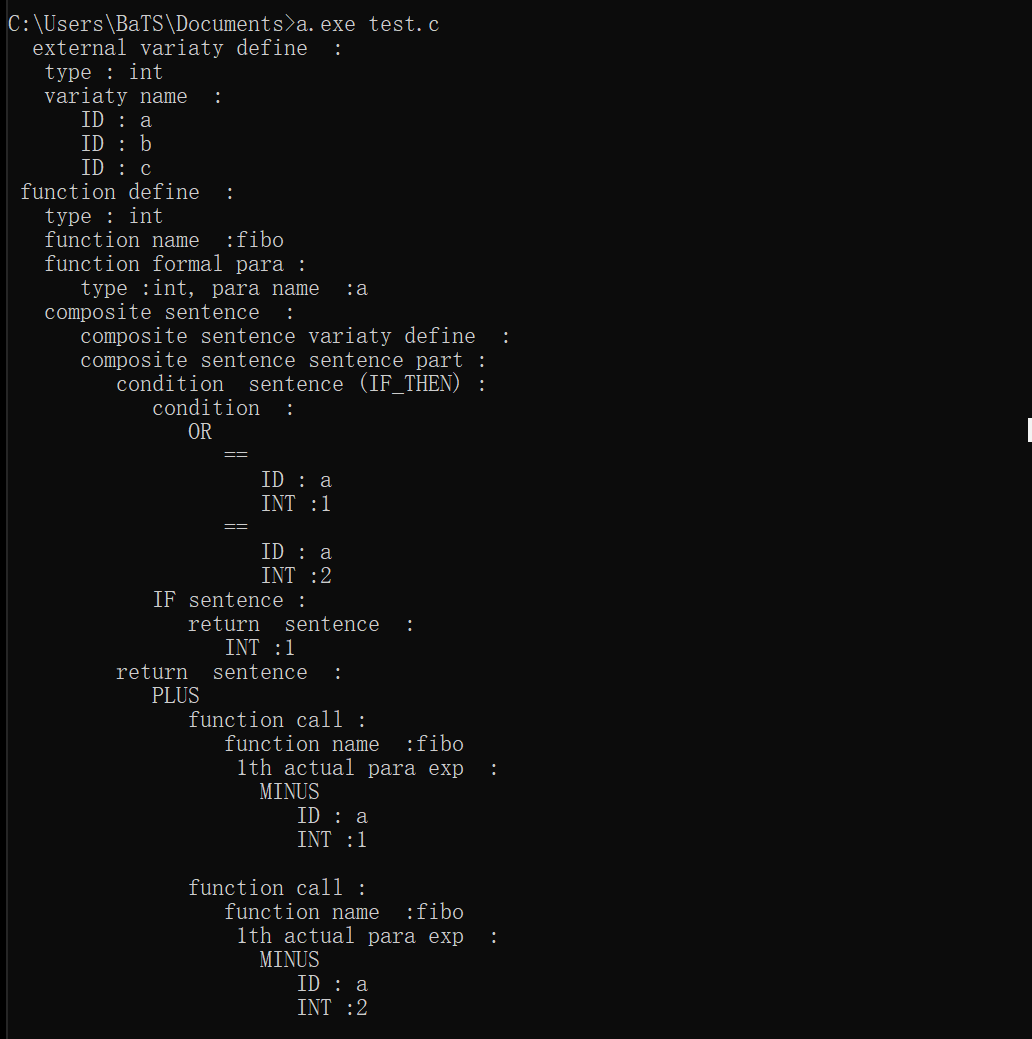 C:\Users\BaTS\Documents>a.exe test.c
external variaty define  :
type : int
variaty name  :
ID : a
ID : b
ID : c
function define  :
type : int
function name  :fibo
function formal para :
type :int, para name  :a
composite sentence  :
composite sentence variaty define  :
composite sentence sentence part :
condition  sentence (IF_THEN) :
condition  :
OR
==
ID : a
INT :1
==
ID : a
INT :2
IF sentence :
return  sentence  :
INT :1
return  sentence  :
PLUS
function call :
function name  :fibo
1th actual para exp  :
MINUS
ID : a
INT :1
function call :
function name  :fibo
1th actual para exp  :
MINUS
ID : a
INT :2